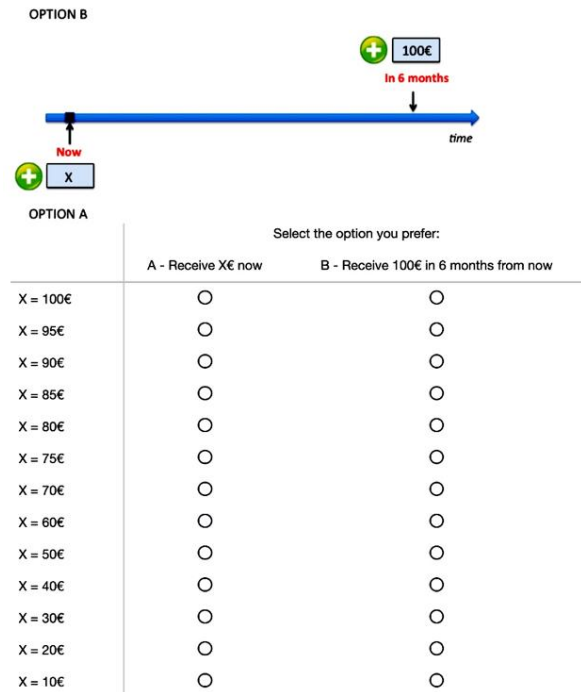 OPTION B
100€
In 6 months
time
Now
X
OPTION A
Select the option you prefer:
A - Receive X€ now B - Receive 100€ in 6 months from now
X = 100€
X = 95€
X = 90€
X = 85€
X = 80€
X = 75€
X = 70€
X = 60€
X = 50€
X = 40€
X = 30€
X = 20€
X = 10€